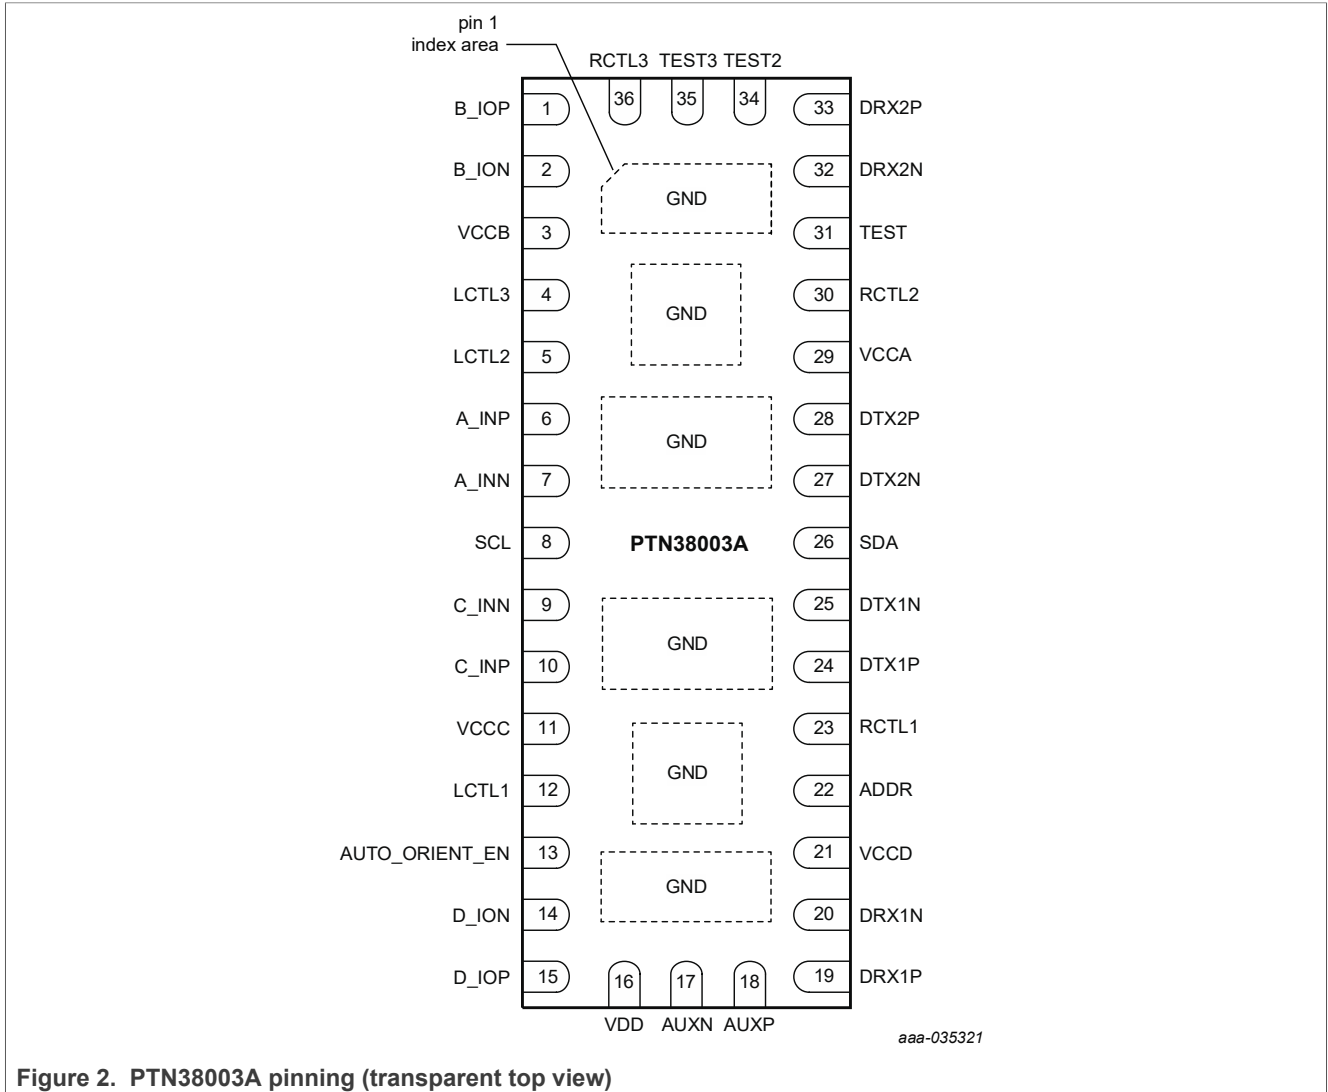 pin 1
index area
RCTL3 TEST3 TEST2
36 35 34
B_IOP 1 33 DRX2P
B_ION 2 32 DRX2N
GND
VCCB 3 31 TEST
LCTL3 4 30 RCTL2
GND
LCTL2 5 29 VCCA
A_INP 6 28 DTX2P
GND
A_INN 7 27 DTX2N
SCL 8 PTN38003A 26 SDA
C_INN 9 25 DTX1N
GND
C_INP 10 24 DTX1P
VCCC 11 23 RCTL1
GND
LCTL1 12 22 ADDR
AUTO_ORIENT_EN 13 21 VCCD
GND
D_ION 14 20 DRX1N
D_IOP 15 19 DRX1P
16 17 18
VDD AUXN AUXP
aaa-035321
Figure 2. PTN38003A pinning (transparent top view)